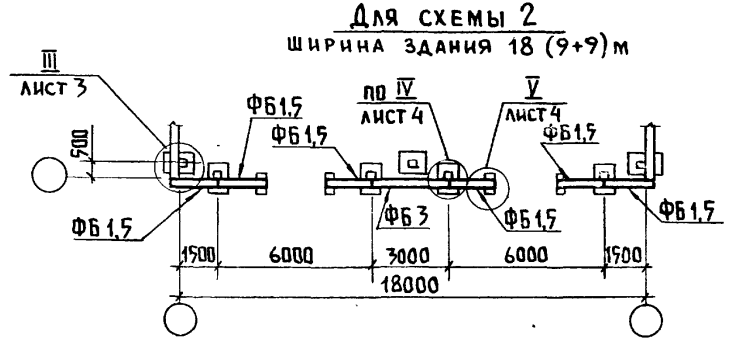 Для схемы 2
ширина здания 18 (9+9) м
III
лист 3
по IV
лист 4
V
лист 4
ФБ1,5
ФБ1,5
ФБ1,5
500
ФБ1,5
ФБ3
ФБ1,5
ФБ1,5
1500
6000
3000
6000
1500
18000